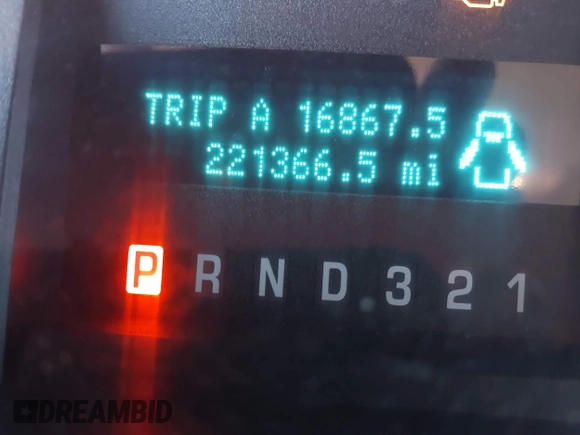 TRIP A 16867.5
221366.5 mi
P R N D 3 2 1
DREAMBID